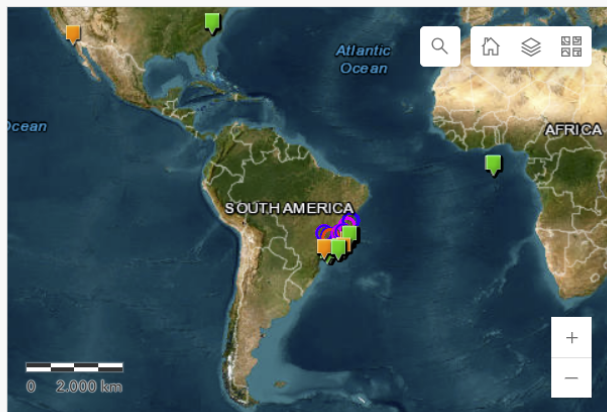 Atlantic
Ocean
Ocean
AFRICA
SOUTH AMERICA
0 2.000 km